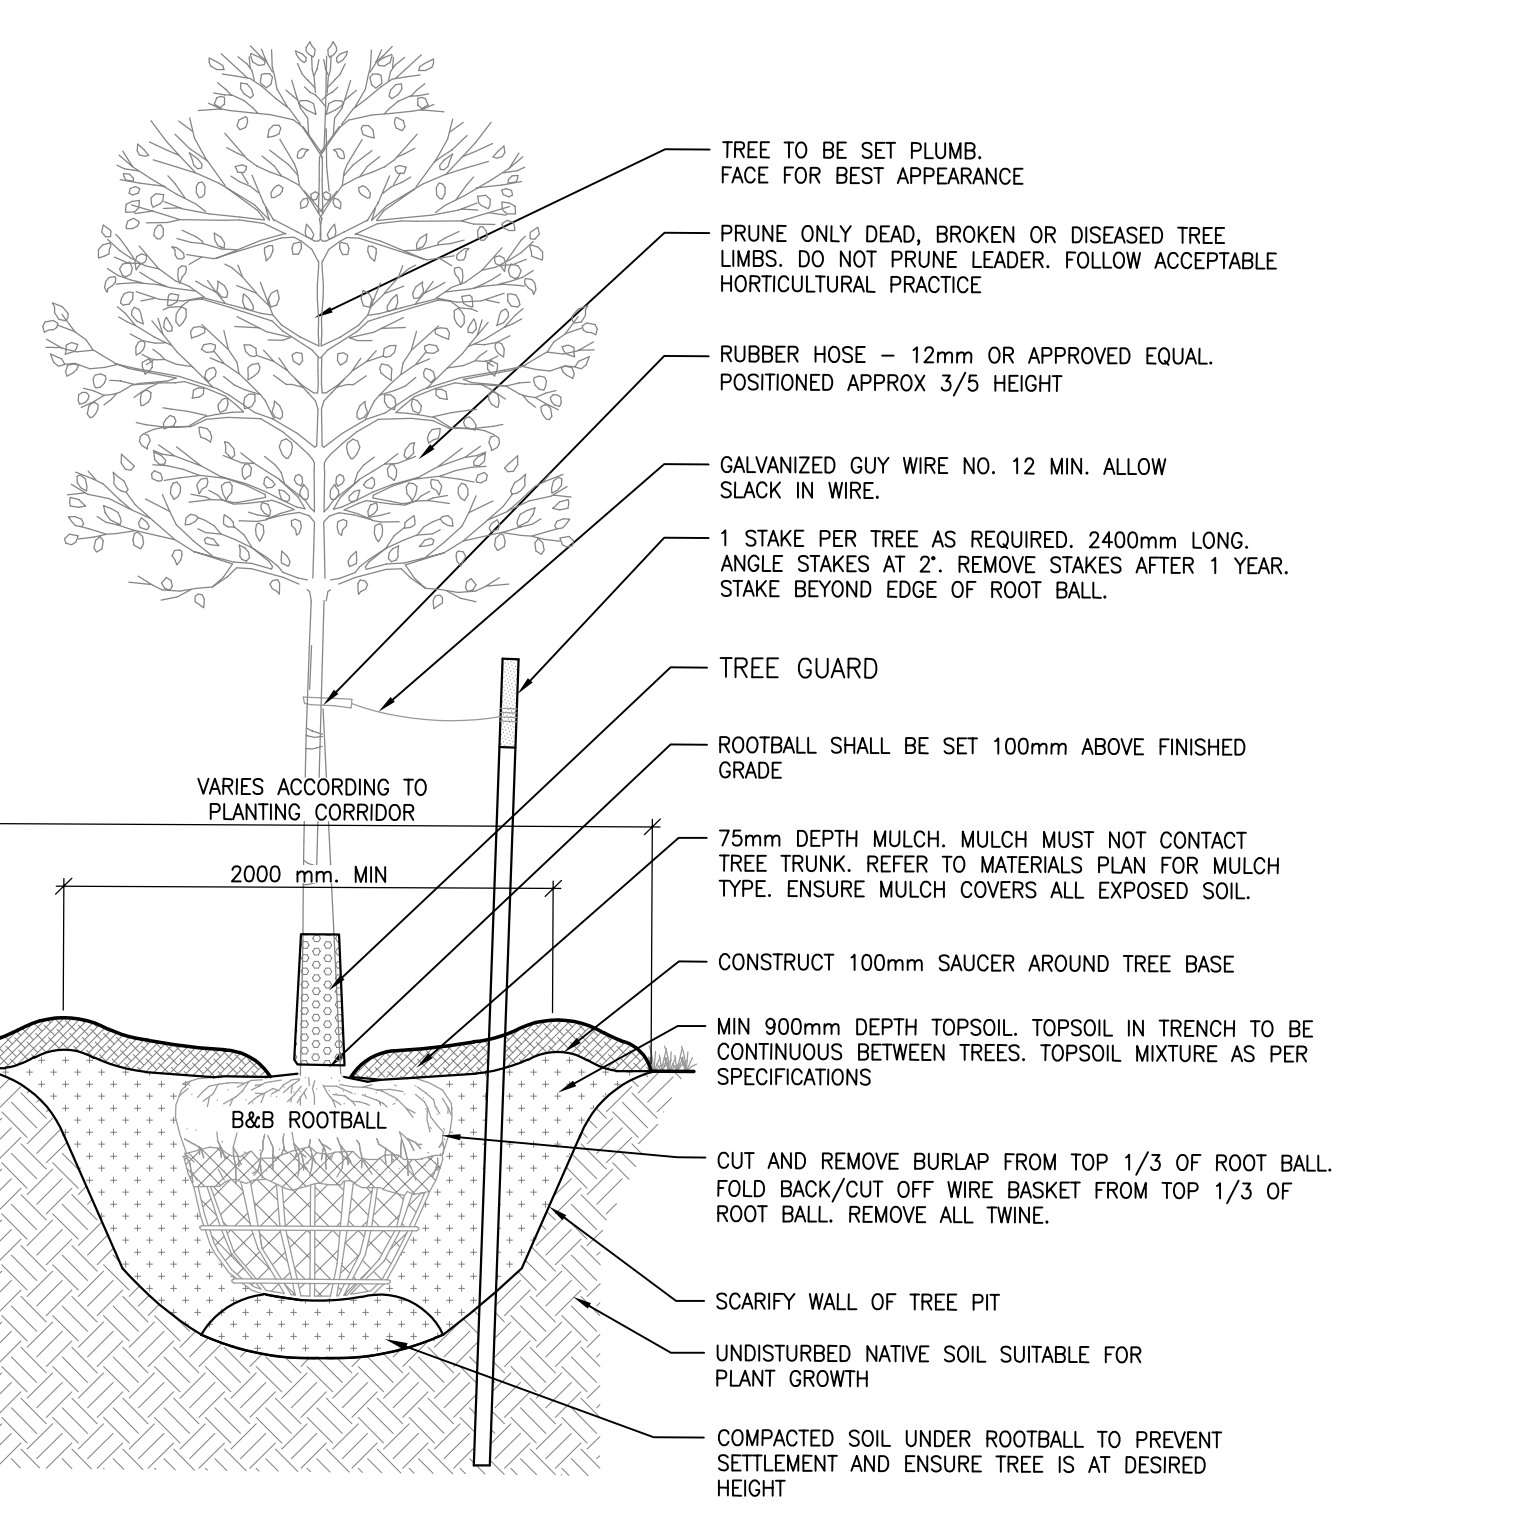 TREE TO BE SET PLUMB.
FACE FOR BEST APPEARANCE
PRUNE ONLY DEAD, BROKEN OR DISEASED TREE
LIMBS. DO NOT PRUNE LEADER. FOLLOW ACCEPTABLE
HORTICULTURAL PRACTICE
RUBBER HOSE – 12mm OR APPROVED EQUAL.
POSITIONED APPROX 3/5 HEIGHT
GALVANIZED GUY WIRE NO. 12 MIN. ALLOW
SLACK IN WIRE.
1 STAKE PER TREE AS REQUIRED. 2400mm LONG.
ANGLE STAKES AT 2°. REMOVE STAKES AFTER 1 YEAR.
STAKE BEYOND EDGE OF ROOT BALL.
TREE GUARD
ROOTBALL SHALL BE SET 100mm ABOVE FINISHED
GRADE
VARIES ACCORDING TO
PLANTING CORRIDOR
75mm DEPTH MULCH. MULCH MUST NOT CONTACT
TREE TRUNK. REFER TO MATERIALS PLAN FOR MULCH
TYPE. ENSURE MULCH COVERS ALL EXPOSED SOIL.
2000 mm. MIN
CONSTRUCT 100mm SAUCER AROUND TREE BASE
MIN 900mm DEPTH TOPSOIL. TOPSOIL IN TRENCH TO BE
CONTINUOUS BETWEEN TREES. TOPSOIL MIXTURE AS PER
SPECIFICATIONS
B&B ROOTBALL
CUT AND REMOVE BURLAP FROM TOP 1/3 OF ROOT BALL.
FOLD BACK/CUT OFF WIRE BASKET FROM TOP 1/3 OF
ROOT BALL. REMOVE ALL TWINE.
SCARIFY WALL OF TREE PIT
UNDISTURBED NATIVE SOIL SUITABLE FOR
PLANT GROWTH
COMPACTED SOIL UNDER ROOTBALL TO PREVENT
SETTLEMENT AND ENSURE TREE IS AT DESIRED
HEIGHT